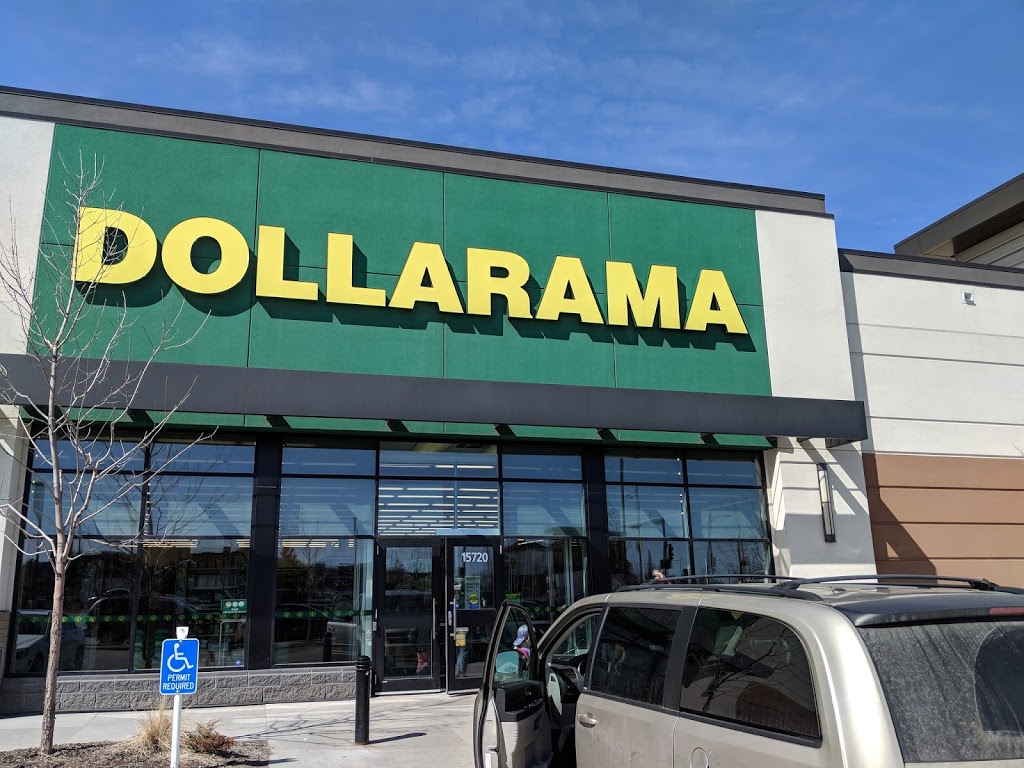 DOLLARAMA
15720
PERMIT
REQUIRED